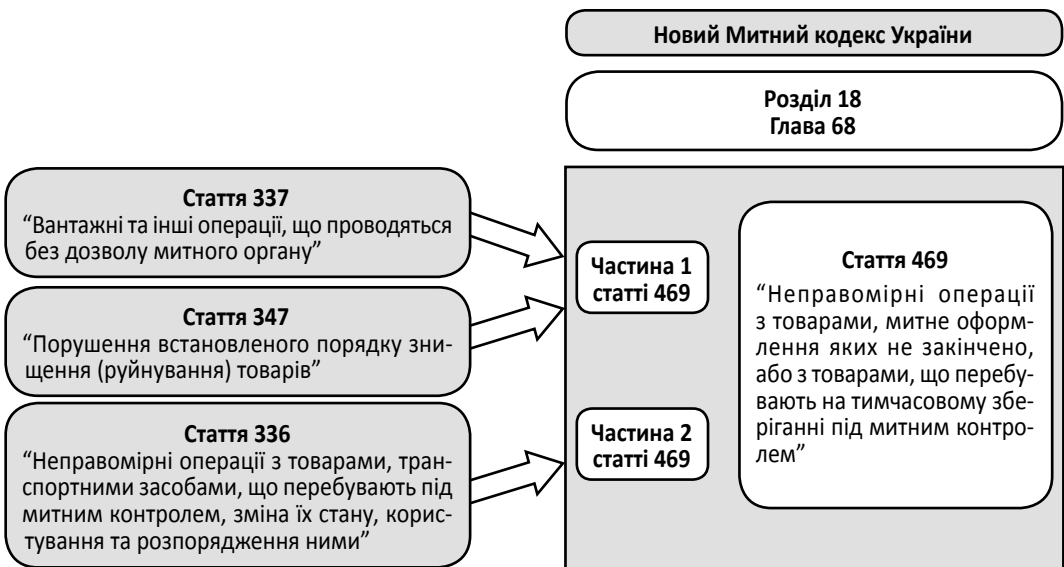 Новий Митний кодекс України
Розділ 18
Глава 68
Стаття 337
“Вантажні та інші операції, що проводяться
без дозволу митного органу”
Стаття 347
“Порушення встановленого порядку зни-
щення (руйнування) товарів”
Стаття 336
“Неправомірні операції з товарами, тран-
спортними засобами, що перебувають під
митним контролем, зміна їх стану, корис-
тування та розпорядження ними”
Частина 1
статті 469
Частина 2
статті 469
Стаття 469
“Неправомірні операції
з товарами, митне оформ-
лення яких не закінчено,
або з товарами, що перебу-
вають на тимчасовому збе-
ріганні під митним контро-
лем”